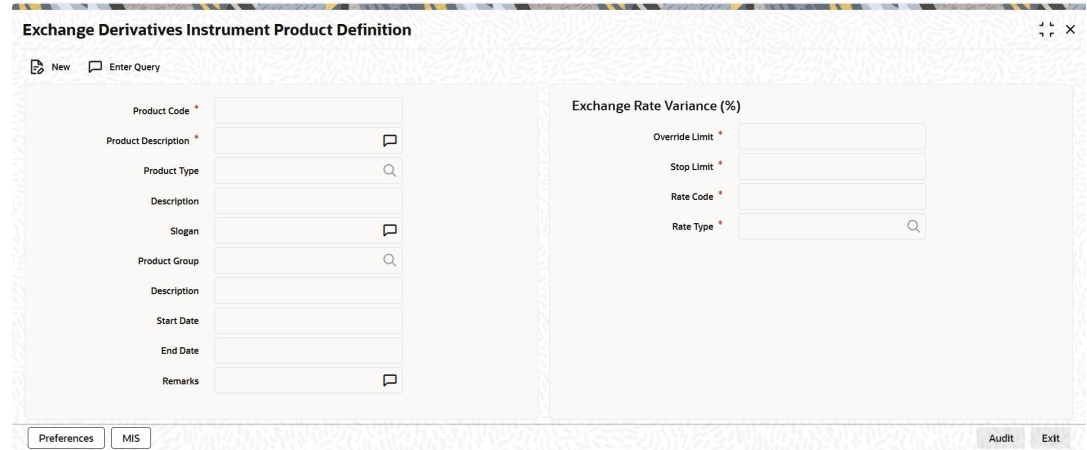 Exchange Derivatives Instrument Product Definition
New Enter Query
Product Code *
Product Description *
Product Type
Description
Slogan
Product Group
Description
Start Date
End Date
Remarks
Exchange Rate Variance (%)
Override Limit *
Stop Limit *
Rate Code *
Rate Type *
Preferences MIS Audit Exit